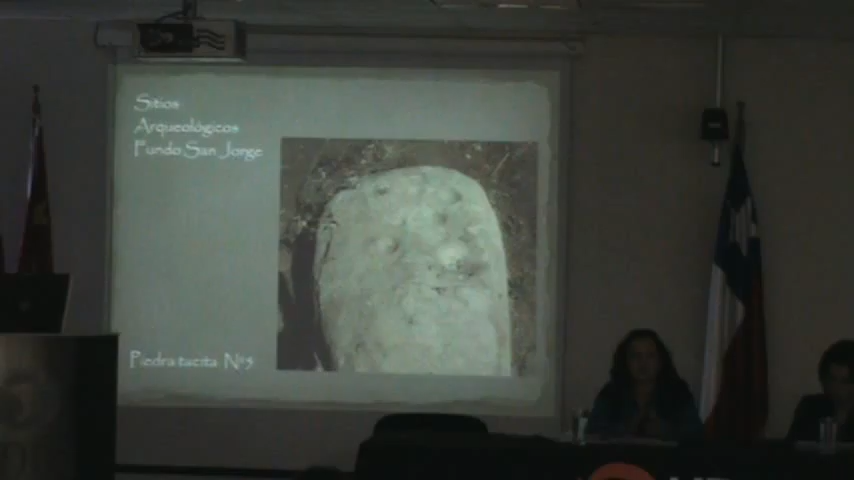 Sitios
Arqueológicos
Fundo San Jorge
Piedra tacita Nº5